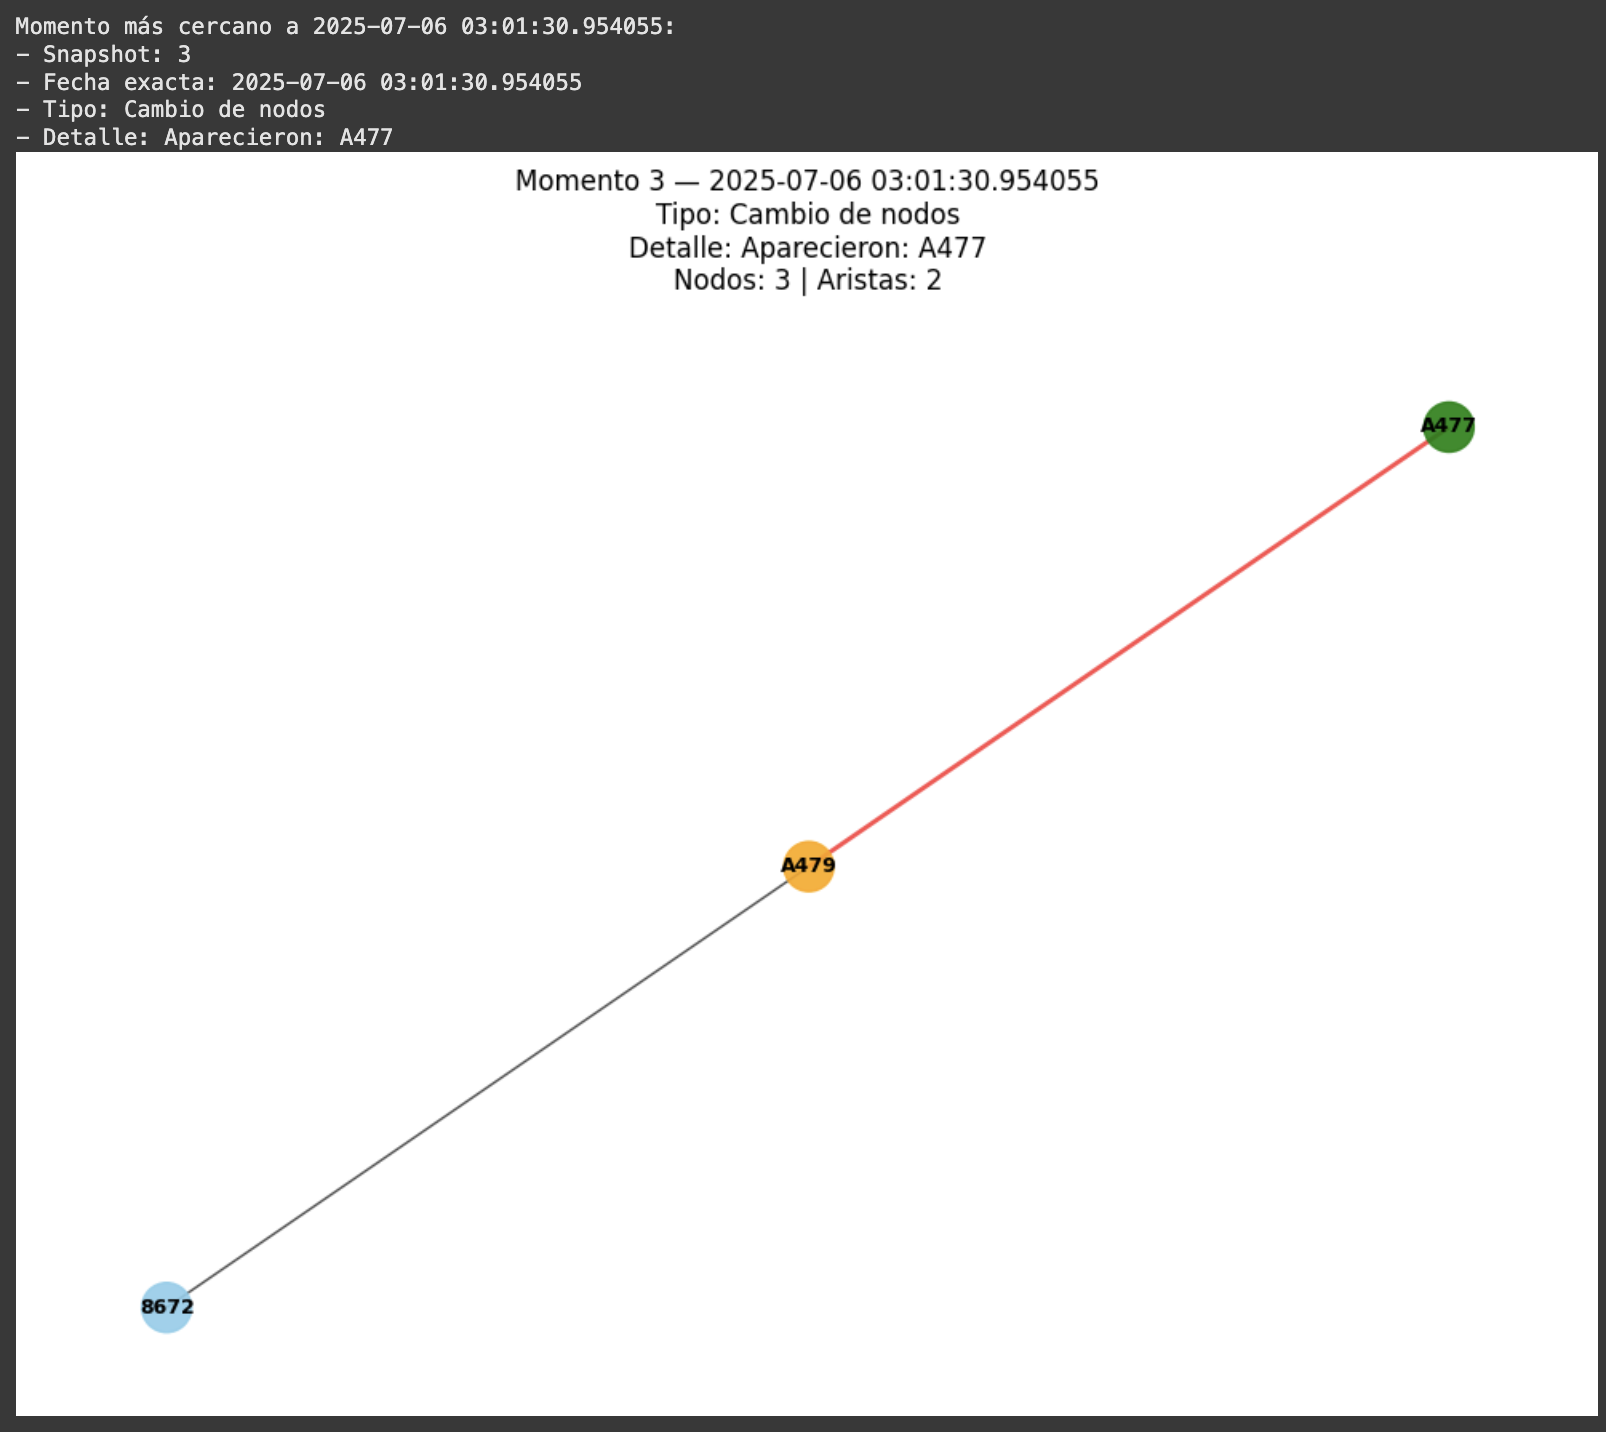 Momento más cercano a 2025-07-06 03:01:30.954055:
- Snapshot: 3
- Fecha exacta: 2025-07-06 03:01:30.954055
- Tipo: Cambio de nodos
- Detalle: Aparecieron: A477
Momento 3 — 2025-07-06 03:01:30.954055
Tipo: Cambio de nodos
Detalle: Aparecieron: A477
Nodos: 3 | Aristas: 2
A477
A479
8672